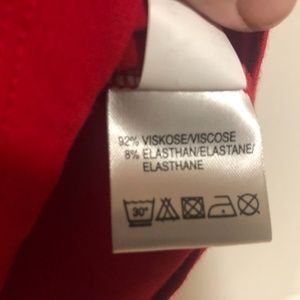 92% VISKOSE/VISCOSE
8% ELASTHAN/ELASTANE/
ELASTHANE
30°